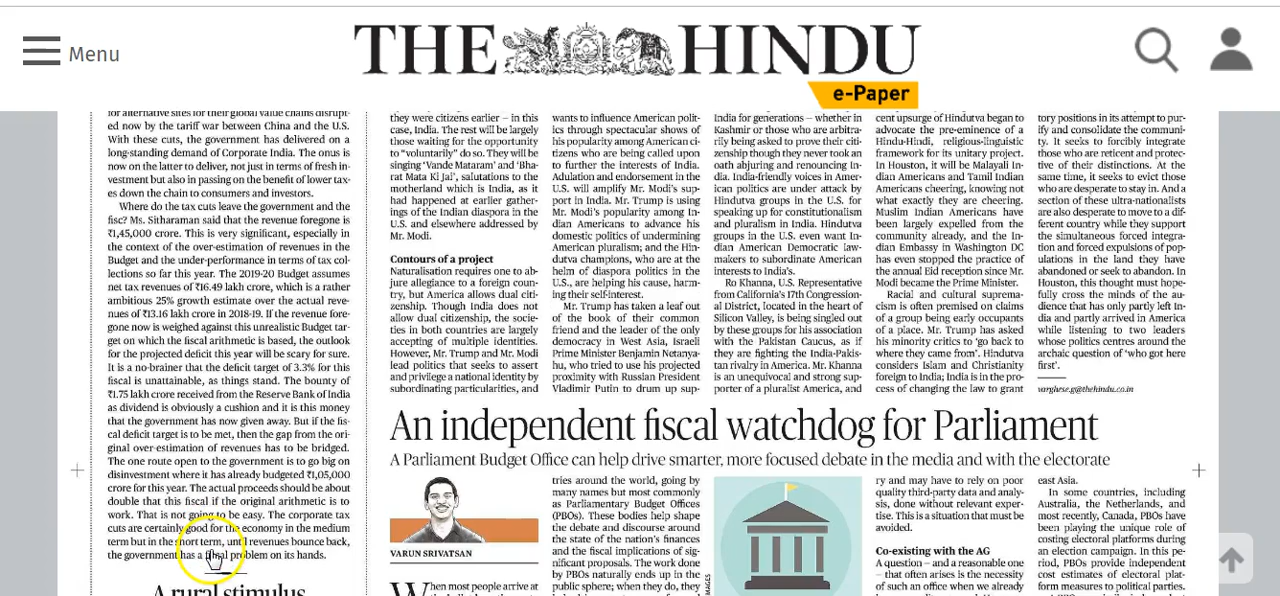 Menu
THE HINDU
e-Paper
for alternative sites for their global value chains disrupt-
ed now by the tariff war between China and the U.S.
With these cuts, the government has delivered on a
long-standing demand of Corporate India. The onus is
now on the latter to deliver, not just in terms of fresh in-
vestment but also in passing on the benefit of lower tax-
es down the chain to consumers and investors.
Where do the tax cuts leave the government and the
fisc? Ms. Sitharaman said that the revenue foregone is
₹1,45,000 crore. This is very significant, especially in
the context of the over-estimation of revenues in the
Budget and the under-performance in terms of tax col-
lections so far this year. The 2019-20 Budget assumes
net tax revenues of ₹16.49 lakh crore, which is a rather
ambitious 25% growth estimate over the actual reve-
nues of ₹13.16 lakh crore in 2018-19. If the revenue fore-
gone now is weighed against this unrealistic Budget tar-
get on which the fiscal arithmetic is based, the outlook
for the projected deficit this year will be scary for sure.
It is a no-brainer that the deficit target of 3.3% for this
fiscal is unattainable, as things stand. The bounty of
₹1.75 lakh crore received from the Reserve Bank of India
as dividend is obviously a cushion and it is this money
that the government has now given away. But if the fis-
cal deficit target is to be met, then the gap from the ori-
ginal over-estimation of revenues has to be bridged.
The one route open to the government is to go big on
disinvestment where it has already budgeted ₹1,05,000
crore for this year. The actual proceeds should be about
double that this fiscal if the original arithmetic is to
work. That is not going to be easy. The corporate tax
cuts are certainly good for the economy in the medium
term but in the short term, until revenues bounce back,
the government has a problem on its hands.
A rural stimulus
they were citizens earlier – in this
case, India. The rest will be largely
those waiting for the opportunity
to “voluntarily” do so. They will be
singing ‘Vande Mataram’ and ‘Bha-
rat Mata Ki Jai’, salutations to the
motherland which is India, as it
had happened at earlier gather-
ings of the Indian diaspora in the
U.S. and elsewhere addressed by
Mr. Modi.
Contours of a project
Naturalisation requires one to ab-
jure allegiance to a foreign
country, but America allows dual citi-
zenship. Though India does not
allow dual citizenship, the socie-
ties in both countries are largely
accepting of multiple identities.
However, Mr. Trump and Mr. Modi
lead politics that seeks to assert
and privilege a national identity by
subordinating particularities, and
wants to influence American polit-
ics through spectacular shows of
his popularity among American ci-
tizens who are being called upon
to further the interests of India.
Adulation and endorsement in the
U.S. will amplify Mr. Modi's sup-
port in India. Mr. Trump is using
Mr. Modi's popularity among In-
dian Americans to advance his
domestic politics of undermining
American pluralism; and the Hin-
dutva champions, who are at the
helm of diaspora politics in the
U.S., are helping his cause, harm-
ing their self-interest.
Mr. Trump has taken a leaf out
of the book of their common
friend and the leader of the only
democracy in West Asia, Israeli
Prime Minister Benjamin Netanya-
hu, who tried to use his projected
proximity with Russian President
Vladimir Putin to drum up sup-
India for generations – whether in
Kashmir or those who are arbitra-
rily being asked to prove their citi-
zenship though they never took an
oath abjuring and renouncing In-
dia. India-friendly voices in Amer-
ican politics are under attack by
Hindutva groups in the U.S. for
speaking up for constitutionalism
and pluralism in India. Hindutva
groups in the U.S. even want In-
dian American Democratic law-
makers to subordinate American
interests to India's.
Ro Khanna, U.S. Representative
from California's 17th Congression-
al District, located in the heart of
Silicon Valley, is being singled out
by these groups for his association
with the Pakistan Caucus, as if
they are fighting the India-Pakis-
tan rivalry in America. Mr. Khanna
is an unequivocal and strong sup-
porter of a pluralist America, and
cent upsurge of Hindutva began to
advocate the pre-eminence of a
Hindu-Hindi, religious-linguistic
framework for its unitary project.
In Houston, it will be Malayali In-
dian Americans and Tamil Indian
Americans cheering, knowing not
what exactly they are cheering.
Muslim Indian Americans have
been largely expelled from the
community already, and the In-
dian Embassy in Washington DC
has even stopped the practice of
the annual Eid reception since Mr.
Modi became the Prime Minister.
Racial and cultural suprema-
cism is often premised on claims
of a group being early occupants
of a place. Mr. Trump has asked
his minority critics to ‘go back to
where they came from’. Hindutva
considers Islam and Christianity
foreign to India; India is in the pro-
cess of changing the law to grant
tory positions in its attempt to pur-
ify and consolidate the communi-
ty. It seeks to forcibly integrate
those who are reticent and protec-
tive of their distinctions. At the
same time, it seeks to evict those
who are desperate to stay in. And a
section of these ultra-nationalists
are also desperate to move to a dif-
ferent country while they support
the simultaneous forced integra-
tion and forced expulsions of pop-
ulations in the land they have
abandoned or seek to abandon. In
Houston, this thought must hope-
fully cross the minds of the au-
dience that has only partly left In-
dia and partly arrived in America
while listening to two leaders
whose politics centres around the
archaic question of ‘who got here
first’.
varghese.g@thehindu.co.in
An independent fiscal watchdog for Parliament
A Parliament Budget Office can help drive smarter, more focused debate in the media and with the electorate
VARUN SRIVATSAN
When most people arrive at
tries around the world, going by
many names but most commonly
as Parliamentary Budget Offices
(PBOs). These bodies help shape
the debate and discourse around
the state of the nation's finances
and the fiscal implications of sig-
nificant proposals. The work done
by PBOs naturally ends up in the
public sphere; when they do, they
ry and may have to rely on poor
quality third-party data and analy-
sis, done without relevant exper-
tise. This is a situation that must be
avoided.
Co-existing with the AG
A question – and a reasonable one
– that often arises is the necessity
of such an office when we already
east Asia.
In some countries, including
Australia, the Netherlands, and
most recently, Canada, PBOs have
been playing the unique role of
costing electoral platforms during
an election campaign. In this pe-
riod, PBOs provide independent
cost estimates of electoral plat-
form measures to political parties.